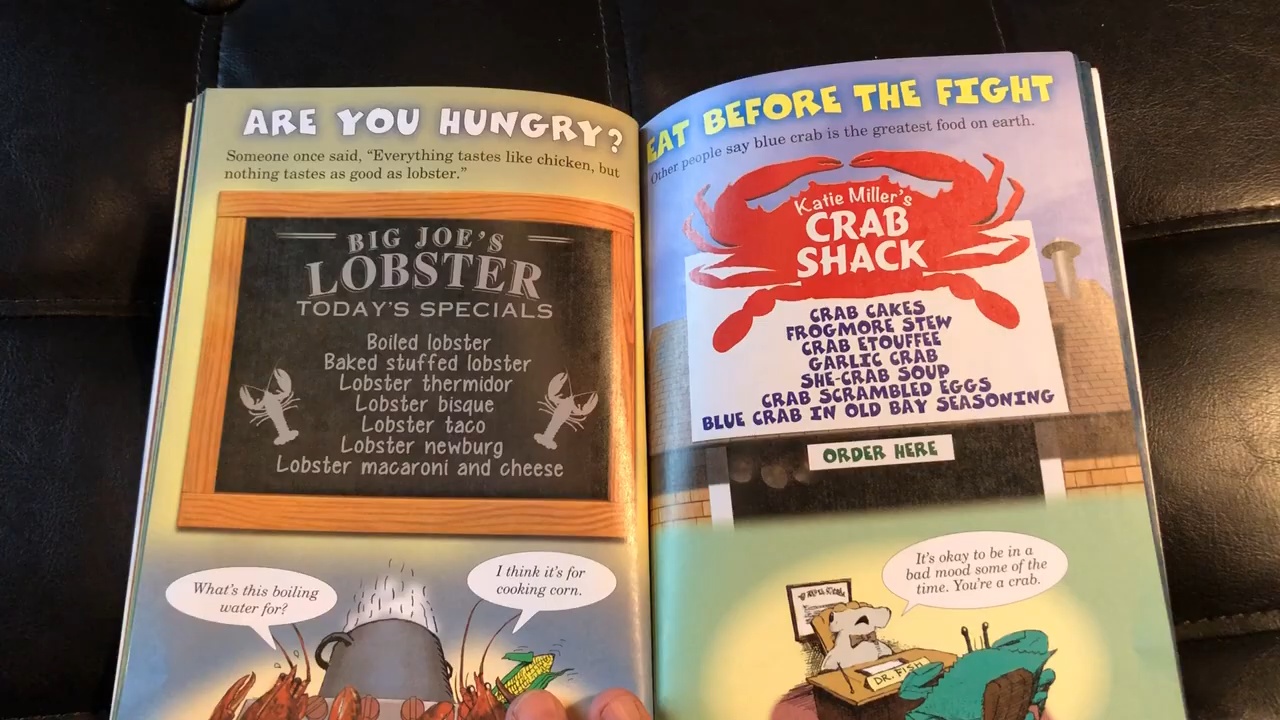 ARE YOU HUNGRY?
Someone once said, “Everything tastes like chicken, but
nothing tastes as good as lobster.”
BIG JOE'S
LOBSTER
TODAY'S SPECIALS
Boiled lobster
Baked stuffed lobster
Lobster thermidor
Lobster bisque
Lobster taco
Lobster newburg
Lobster macaroni and cheese
What's this boiling
water for?
I think it's for
cooking corn.
EAT BEFORE THE FIGHT
Other people say blue crab is the greatest food on earth.
Katie Miller's
CRAB
SHACK
CRAB CAKES
FROGMORE STEW
CRAB ETOUFFEE
GARLIC CRAB
SHE-CRAB SOUP
CRAB SCRAMBLED EGGS
BLUE CRAB IN OLD BAY SEASONING
ORDER HERE
It's okay to be in a
bad mood some of the
time. You're a crab.
DR. FISH